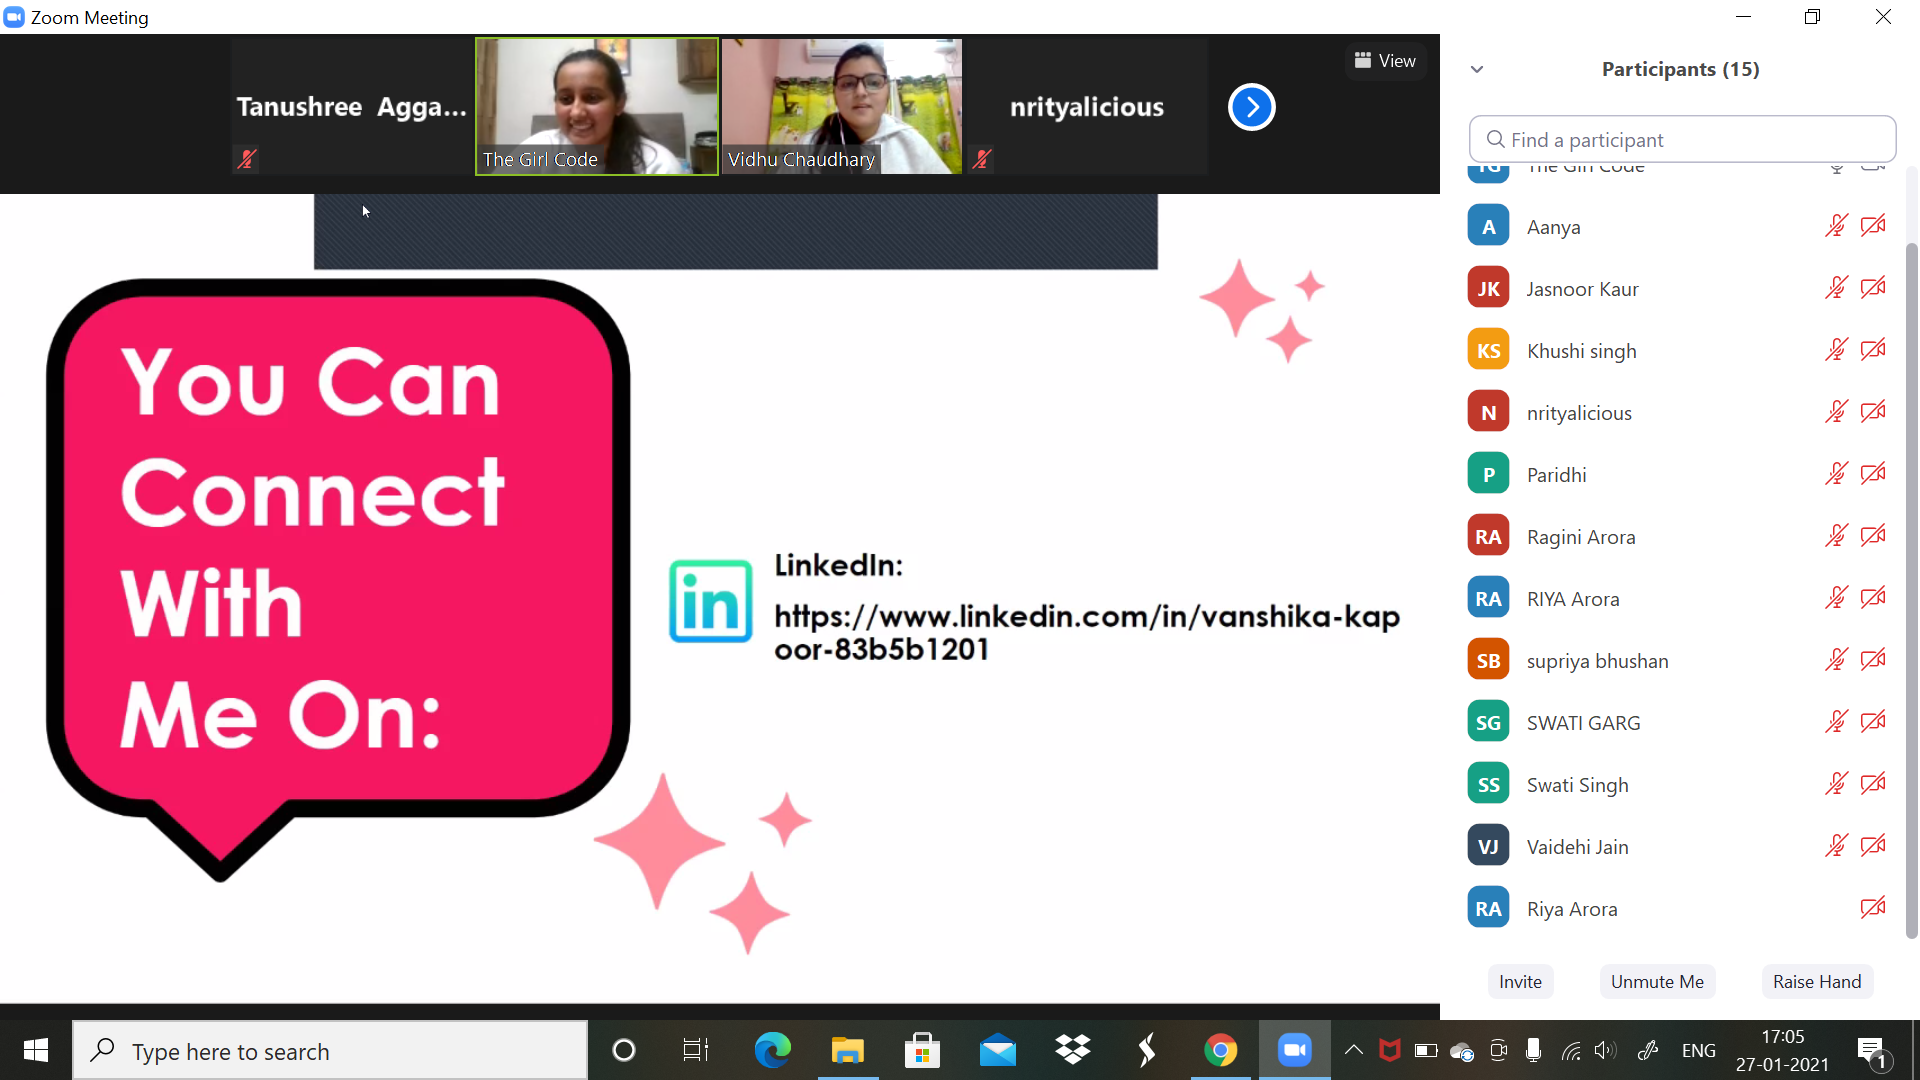 Zoom Meeting
Tanushree Agga...
The Girl Code
Vidhu Chaudhary
nrityalicious
View
You Can
Connect
With
Me On:
in
LinkedIn:
https://www.linkedin.com/in/vanshika-kap
oor-83b5b1201
Participants (15)
Find a participant
TG The Girl Code
A Aanya
JK Jasnoor Kaur
KS Khushi singh
N nrityalicious
P Paridhi
RA Ragini Arora
RA RIYA Arora
SB supriya bhushan
SG SWATI GARG
SS Swati Singh
VJ Vaidehi Jain
RA Riya Arora
Invite Unmute Me Raise Hand
Type here to search
ENG
17:05
27-01-2021
1